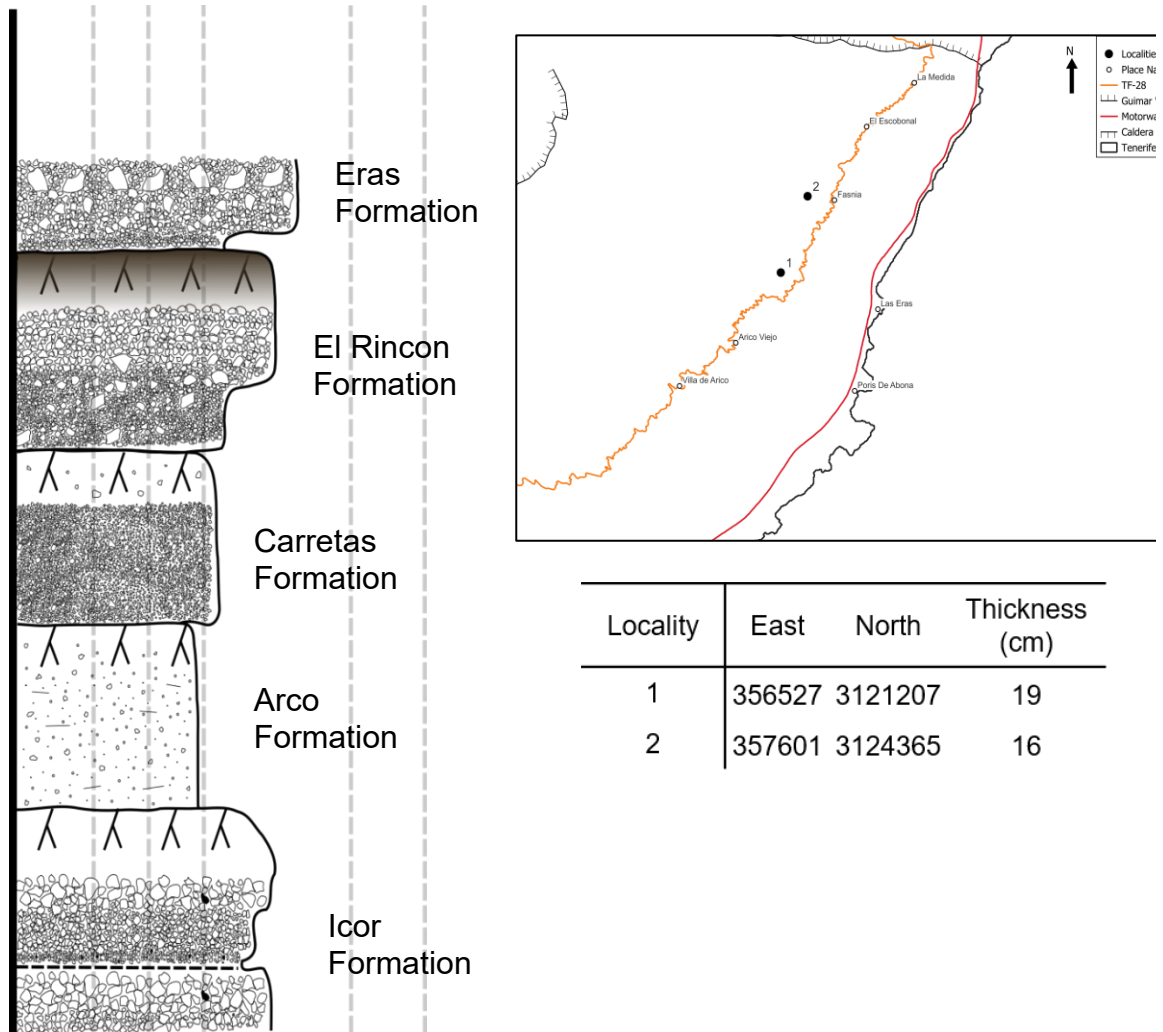 Eras
Formation
El Rincon
Formation
Carretas
Formation
Arco
Formation
Icor
Formation
N
Localities
Place Na
TF-28
Guimar
Motorwa
Caldera
Tenerife
La Medida
El Escobonal
2
Fasnia
1
Las Eras
Arico Viejo
Villa de Arico
Poris De Abona
Locality East North Thickness
(cm)
1 356527 3121207 19
2 357601 3124365 16